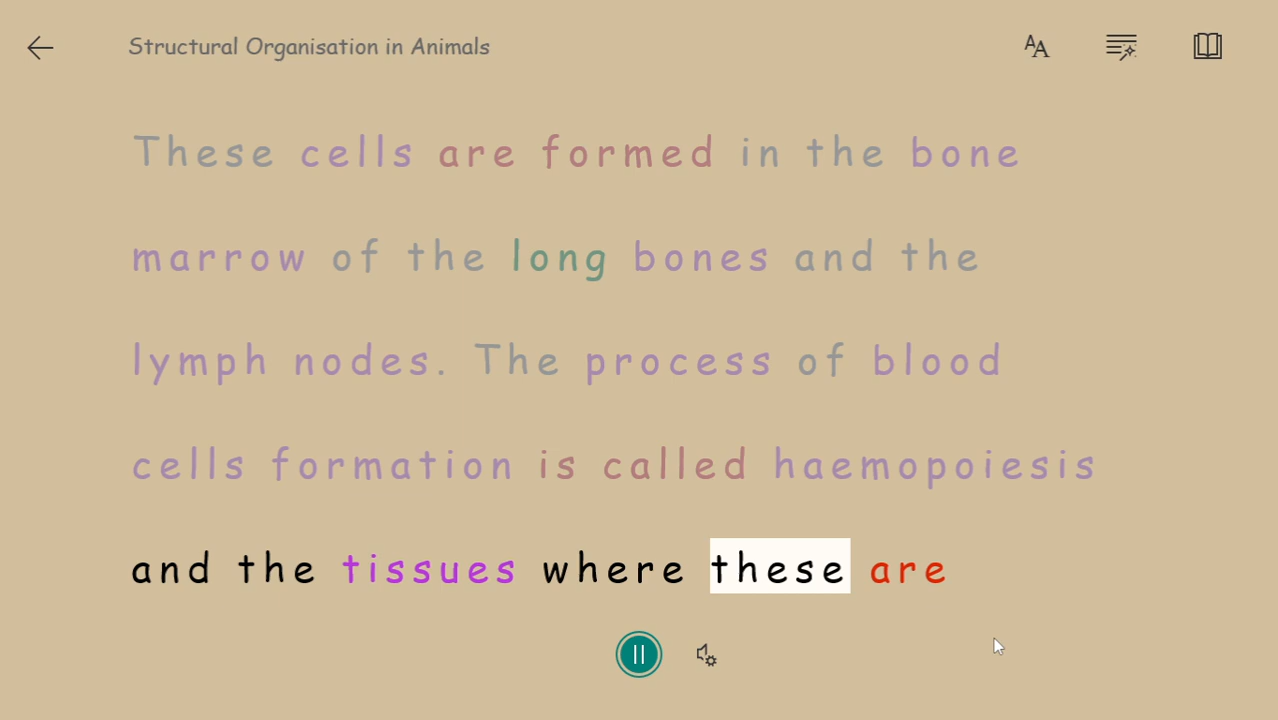 Structural Organisation in Animals
These cells are formed in the bone
marrow of the long bones and the
lymph nodes. The process of blood
cells formation is called haemopoiesis
and the tissues where these are